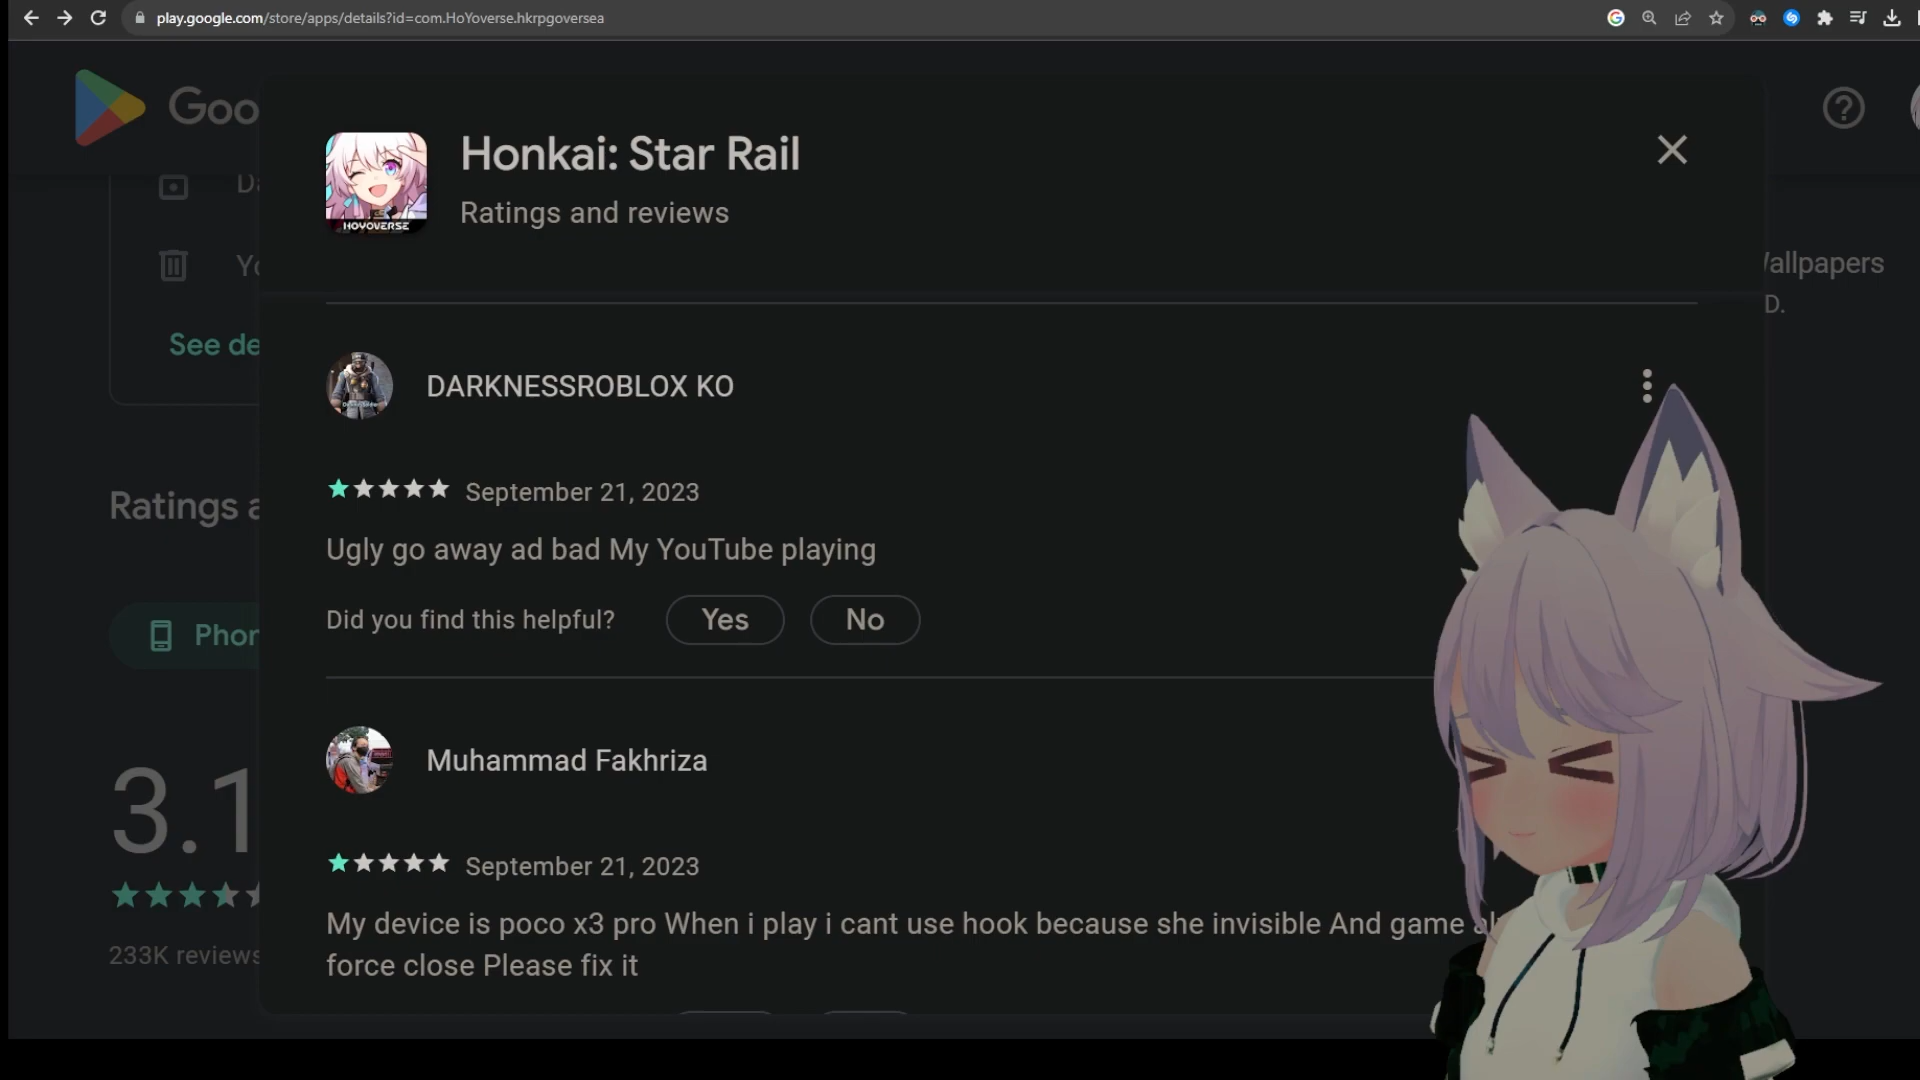 play.google.com/store/apps/details?id=com.HoYoverse.hkrpgoversea
Goo
Honkai: Star Rail
Ratings and reviews
HOYOVERSE
See de
allpapers
D.
DARKNESSROBLOX KO
September 21, 2023
Ratings a
Ugly go away ad bad My YouTube playing
Did you find this helpful?
Yes
No
Phon
Muhammad Fakhriza
3.1
September 21, 2023
233K reviews
My device is poco x3 pro When i play i cant use hook because she invisible And game
force close Please fix it